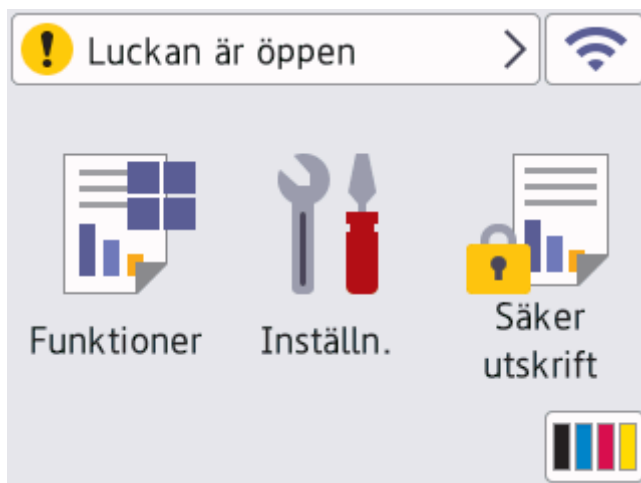 Luckan är öppen
Funktioner
Inställn.
Säker
utskrift